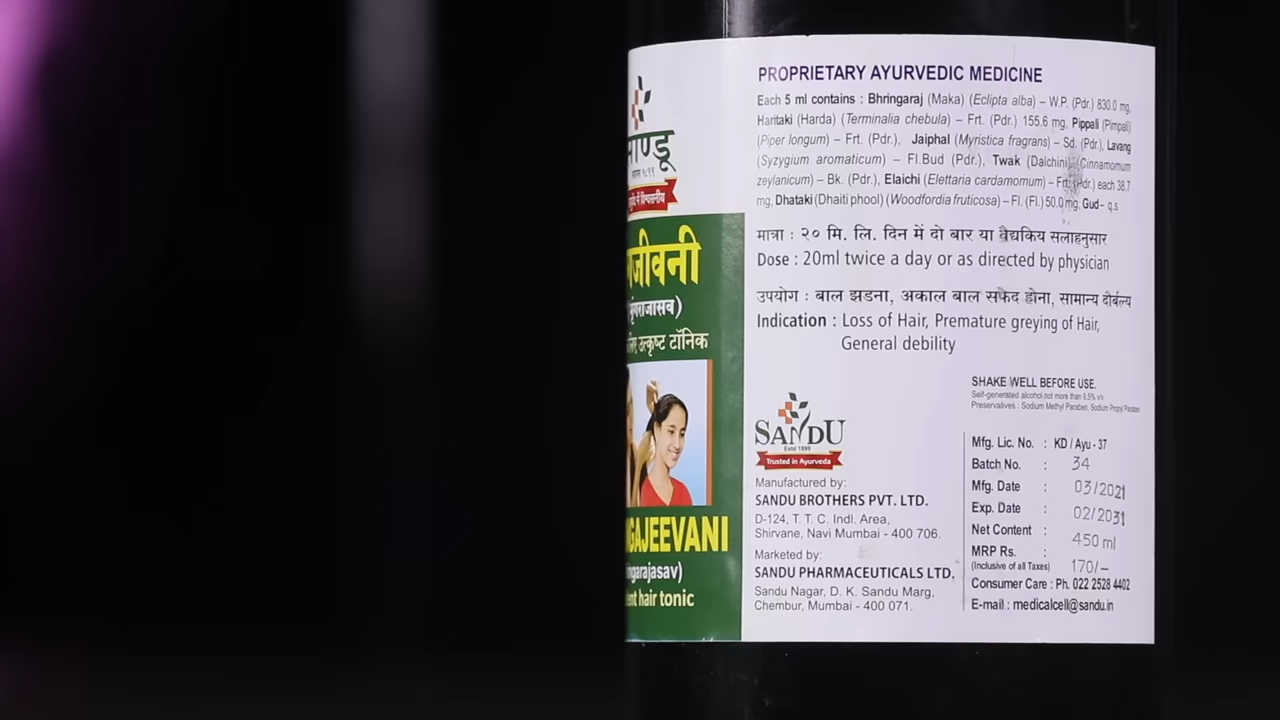 PROPRIETARY AYURVEDIC MEDICINE
Each 5 ml contains : Bhringaraj (Maka) (Eclipta alba) – W.P. (Pdr.) 830.0 mg,
Haritaki (Harda) (Terminalia chebula) – Frt. (Pdr.) 155.6 mg, Pippali (Pimpali)
(Piper longum) – Frt. (Pdr.), Jaiphal (Myristica fragrans) – Sd. (Pdr.), Lavang
(Syzygium aromaticum) – Fl.Bud (Pdr.), Twak (Dalchini) (Cinnamomum
zeylanicum) – Bk. (Pdr.), Elaichi (Elettaria cardamomum) – Frt. (Pdr.) each 38.7
mg, Dhataki (Dhaiti phool) (Woodfordia fruticosa) – Fl. (Fl.) 50.0 mg, Gud – q.s
मात्रा : २० मि. लि. दिन में दो बार या वैद्यकिय सलाहनुसार
Dose : 20ml twice a day or as directed by physician
उपयोग : बाल झडना, अकाल बाल सफेद होना, सामान्य दौर्बल्य
Indication : Loss of Hair, Premature greying of Hair,
General debility
SHAKE WELL BEFORE USE.
Self-generated alcohol not more than 9.5% v/v
Preservatives : Sodium Methyl Paraben, Sodium Propyl Paraben
SANDU
Estd 1899
Trusted in Ayurveda
Manufactured by:
SANDU BROTHERS PVT. LTD.
D-124, T. T. C. Indl. Area,
Shirvane, Navi Mumbai - 400 706.
Marketed by:
SANDU PHARMACEUTICALS LTD.
Sandu Nagar, D. K. Sandu Marg,
Chembur, Mumbai - 400 071.
Mfg. Lic. No. : KD / Ayu - 37
Batch No. : 34
Mfg. Date : 03/2021
Exp. Date : 02/2031
Net Content : 450 ml
MRP Rs. : 170/-
(Inclusive of all Taxes)
Consumer Care : Ph. 022 2528 4402
E-mail : medicalcell@sandu.in
ाण्डू
१८९९
में विश्वसनीय
जीवनी
भृंगराजासव)
उत्कृष्ट टॉनिक
GAJEEVANI
ngarajasav)
ent hair tonic